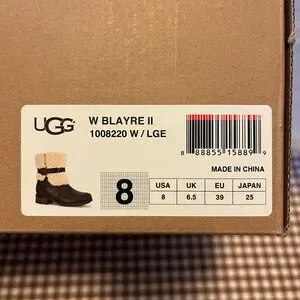 UGG
W BLAYRE II
1008220 W / LGE
8 88855 15889 9
MADE IN CHINA
8
USA UK EU JAPAN
8 6.5 39 25